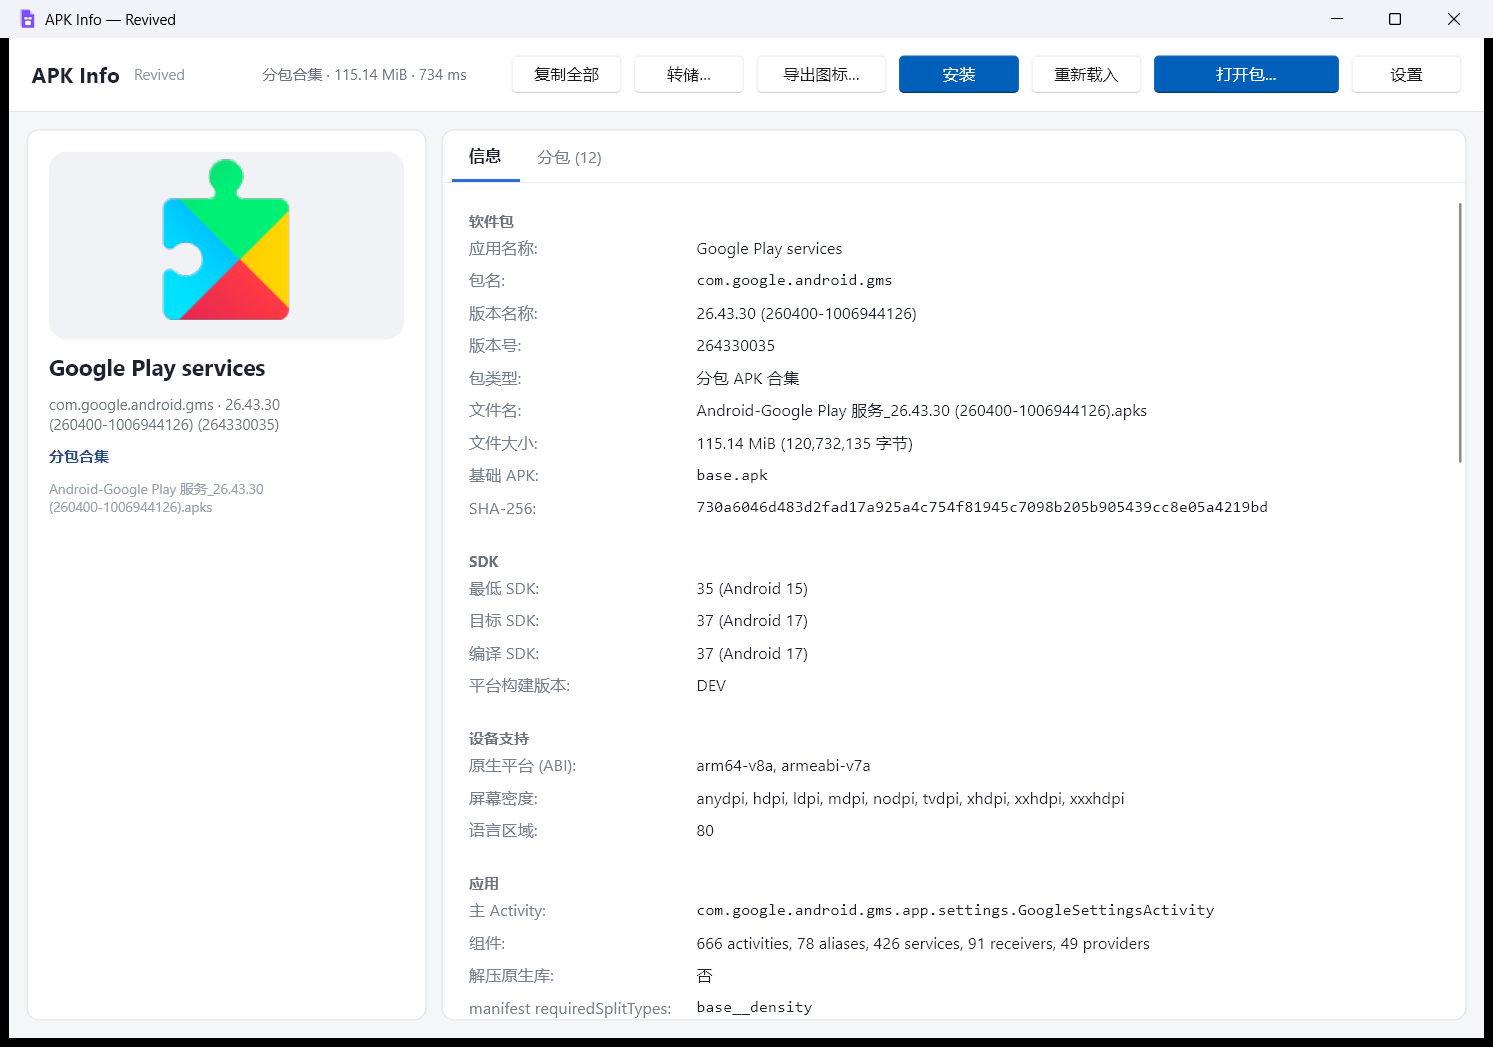 APK Info — Revived
APK Info Revived 分包合集 · 115.14 MiB · 734 ms 复制全部 转储... 导出图标... 安装 重新载入 打开包... 设置
Google Play services
com.google.android.gms · 26.43.30
(260400-1006944126) (264330035)
分包合集
Android-Google Play 服务_26.43.30
(260400-1006944126).apks
信息 分包 (12)
软件包
应用名称: Google Play services
包名: com.google.android.gms
版本名称: 26.43.30 (260400-1006944126)
版本号: 264330035
包类型: 分包 APK 合集
文件名: Android-Google Play 服务_26.43.30 (260400-1006944126).apks
文件大小: 115.14 MiB (120,732,135 字节)
基础 APK: base.apk
SHA-256: 730a6046d483d2fad17a925a4c754f81945c7098b205b905439cc8e05a4219bd
SDK
最低 SDK: 35 (Android 15)
目标 SDK: 37 (Android 17)
编译 SDK: 37 (Android 17)
平台构建版本: DEV
设备支持
原生平台 (ABI): arm64-v8a, armeabi-v7a
屏幕密度: anydpi, hdpi, ldpi, mdpi, nodpi, tvdpi, xhdpi, xxhdpi, xxxhdpi
语言区域: 80
应用
主 Activity: com.google.android.gms.app.settings.GoogleSettingsActivity
组件: 666 activities, 78 aliases, 426 services, 91 receivers, 49 providers
解压原生库: 否
manifest requiredSplitTypes: base__density